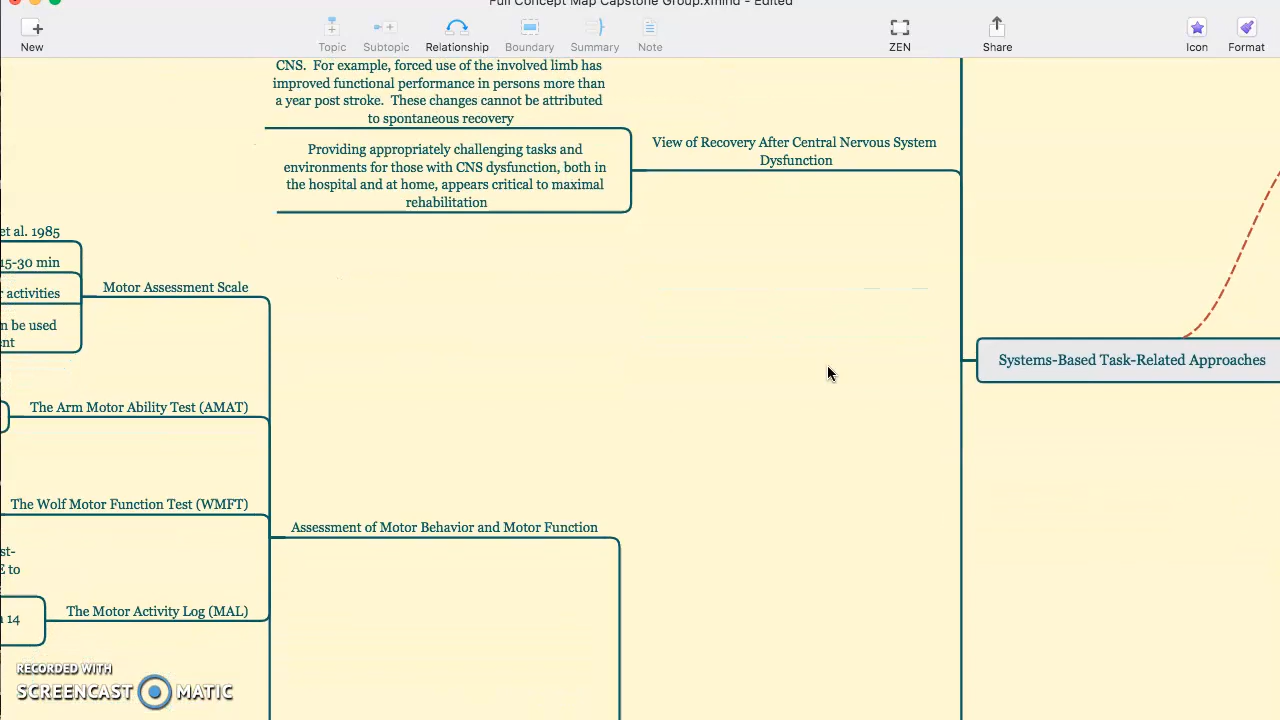 Full Concept Map Capstone Group.xmind - Edited
New
Topic
Subtopic
Relationship
Boundary
Summary
Note
ZEN
Share
Icon
Format
CNS. For example, forced use of the involved limb has
improved functional performance in persons more than
a year post stroke. These changes cannot be attributed
to spontaneous recovery
Providing appropriately challenging tasks and
environments for those with CNS dysfunction, both in
the hospital and at home, appears critical to maximal
rehabilitation
View of Recovery After Central Nervous System
Dysfunction
et al. 1985
15-30 min
activities
n be used
nt
Motor Assessment Scale
Systems-Based Task-Related Approaches
The Arm Motor Ability Test (AMAT)
The Wolf Motor Function Test (WMFT)
Assessment of Motor Behavior and Motor Function
st-
E to
14
The Motor Activity Log (MAL)
RECORDED WITH
SCREENCAST MATIC